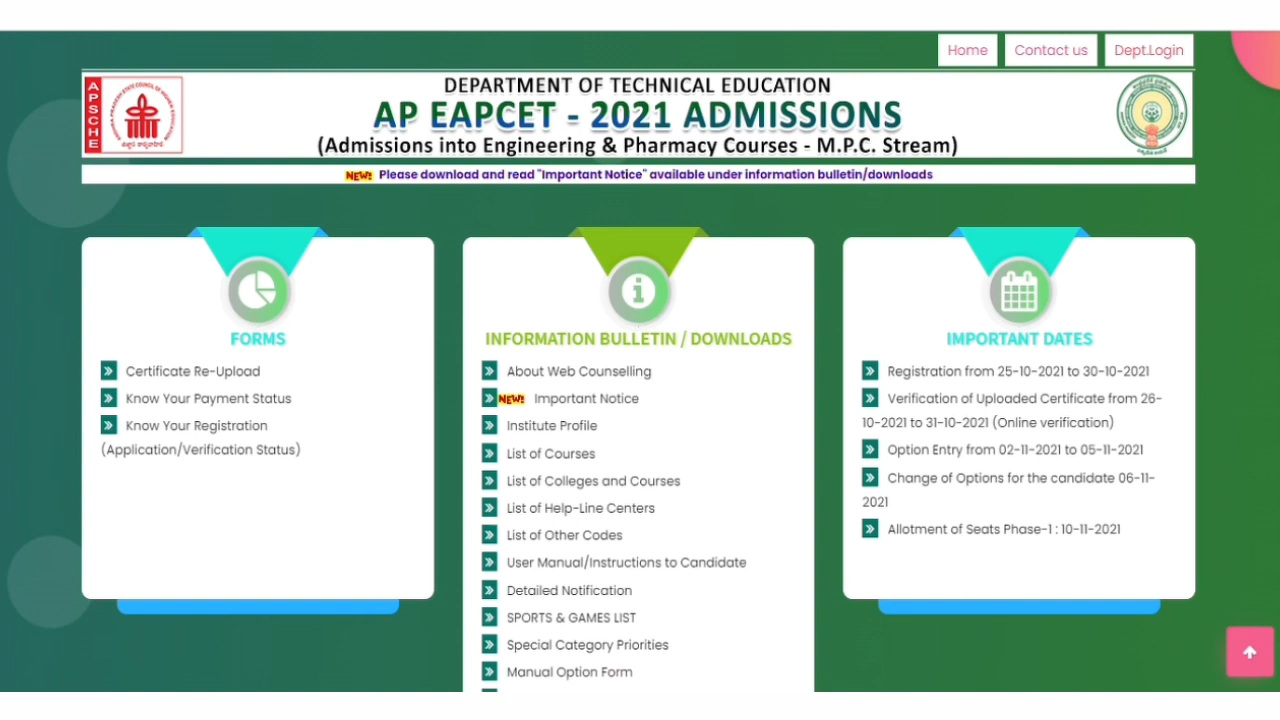 Home
Contact us
Dept.Login
APSCHE
DEPARTMENT OF TECHNICAL EDUCATION
AP EAPCET - 2021 ADMISSIONS
(Admissions into Engineering & Pharmacy Courses - M.P.C. Stream)
NEW! Please download and read "Important Notice" available under information bulletin/downloads
FORMS
Certificate Re-Upload
Know Your Payment Status
Know Your Registration
(Application/Verification Status)
INFORMATION BULLETIN / DOWNLOADS
About Web Counselling
NEW! Important Notice
Institute Profile
List of Courses
List of Colleges and Courses
List of Help-Line Centers
List of Other Codes
User Manual/Instructions to Candidate
Detailed Notification
SPORTS & GAMES LIST
Special Category Priorities
Manual Option Form
IMPORTANT DATES
Registration from 25-10-2021 to 30-10-2021
Verification of Uploaded Certificate from 26-
10-2021 to 31-10-2021 (Online verification)
Option Entry from 02-11-2021 to 05-11-2021
Change of Options for the candidate 06-11-
2021
Allotment of Seats Phase-1 : 10-11-2021